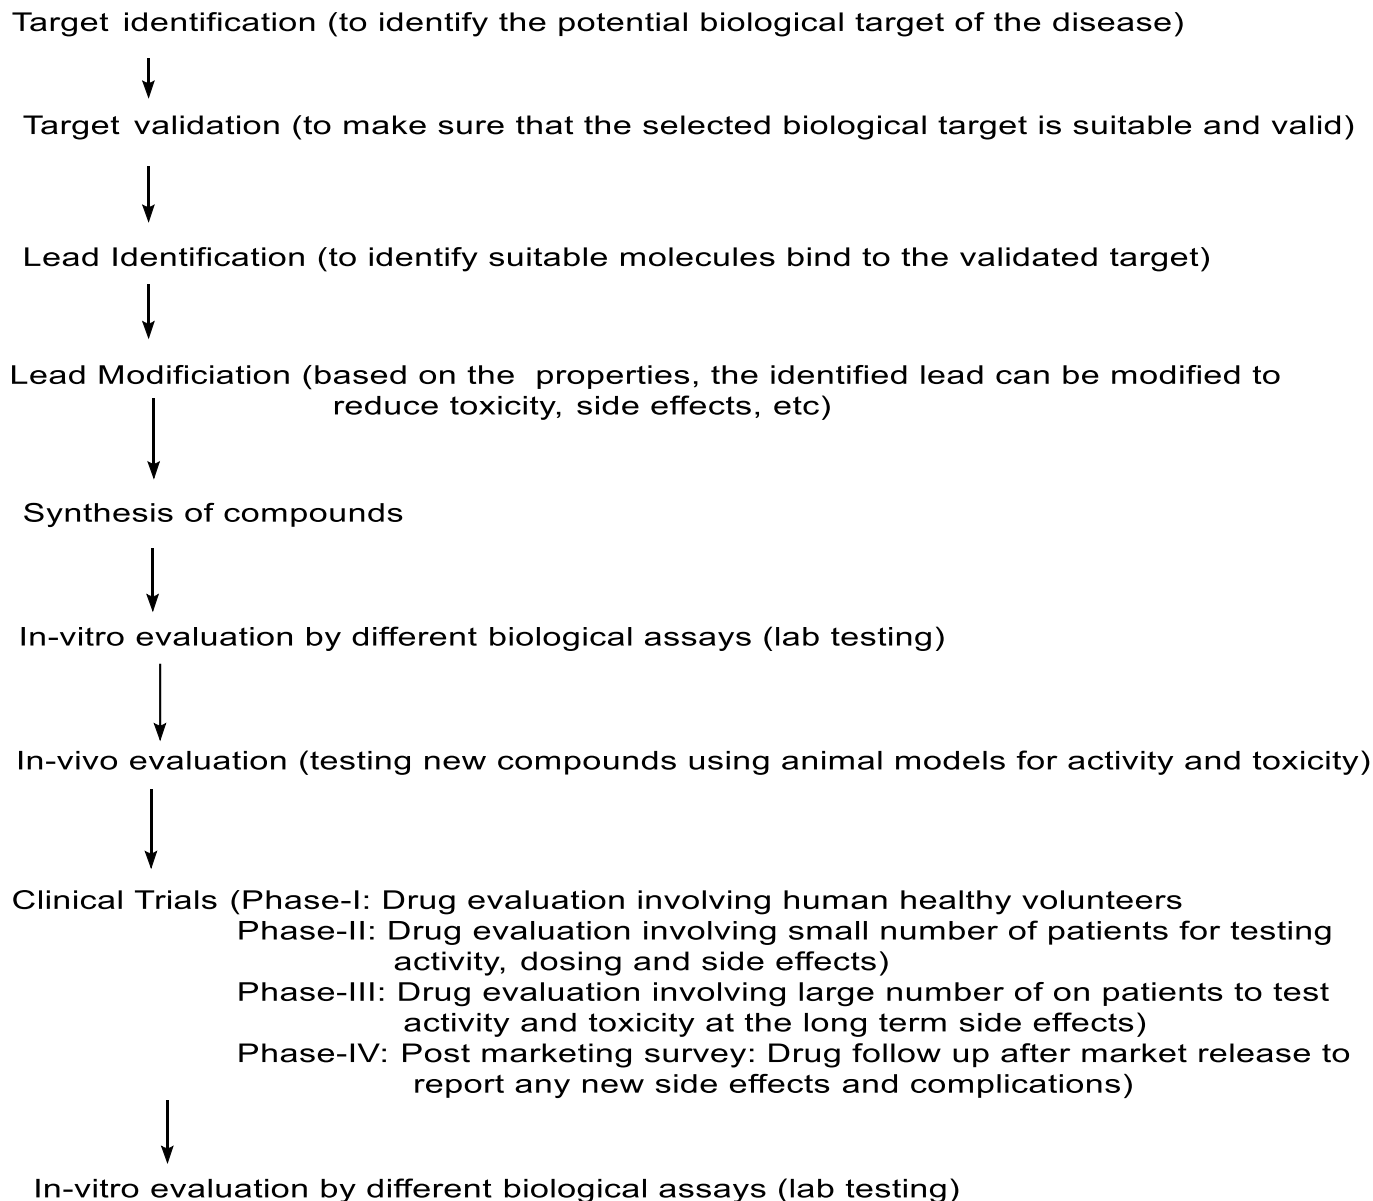 Target identification (to identify the potential biological target of the disease)
Target validation (to make sure that the selected biological target is suitable and valid)
Lead Identification (to identify suitable molecules bind to the validated target)
Lead Modificiation (based on the properties, the identified lead can be modified to
reduce toxicity, side effects, etc)
Synthesis of compounds
In-vitro evaluation by different biological assays (lab testing)
In-vivo evaluation (testing new compounds using animal models for activity and toxicity)
Clinical Trials (Phase-I: Drug evaluation involving human healthy volunteers
Phase-II: Drug evaluation involving small number of patients for testing
activity, dosing and side effects)
Phase-III: Drug evaluation involving large number of on patients to test
activity and toxicity at the long term side effects)
Phase-IV: Post marketing survey: Drug follow up after market release to
report any new side effects and complications)
In-vitro evaluation by different biological assays (lab testing)